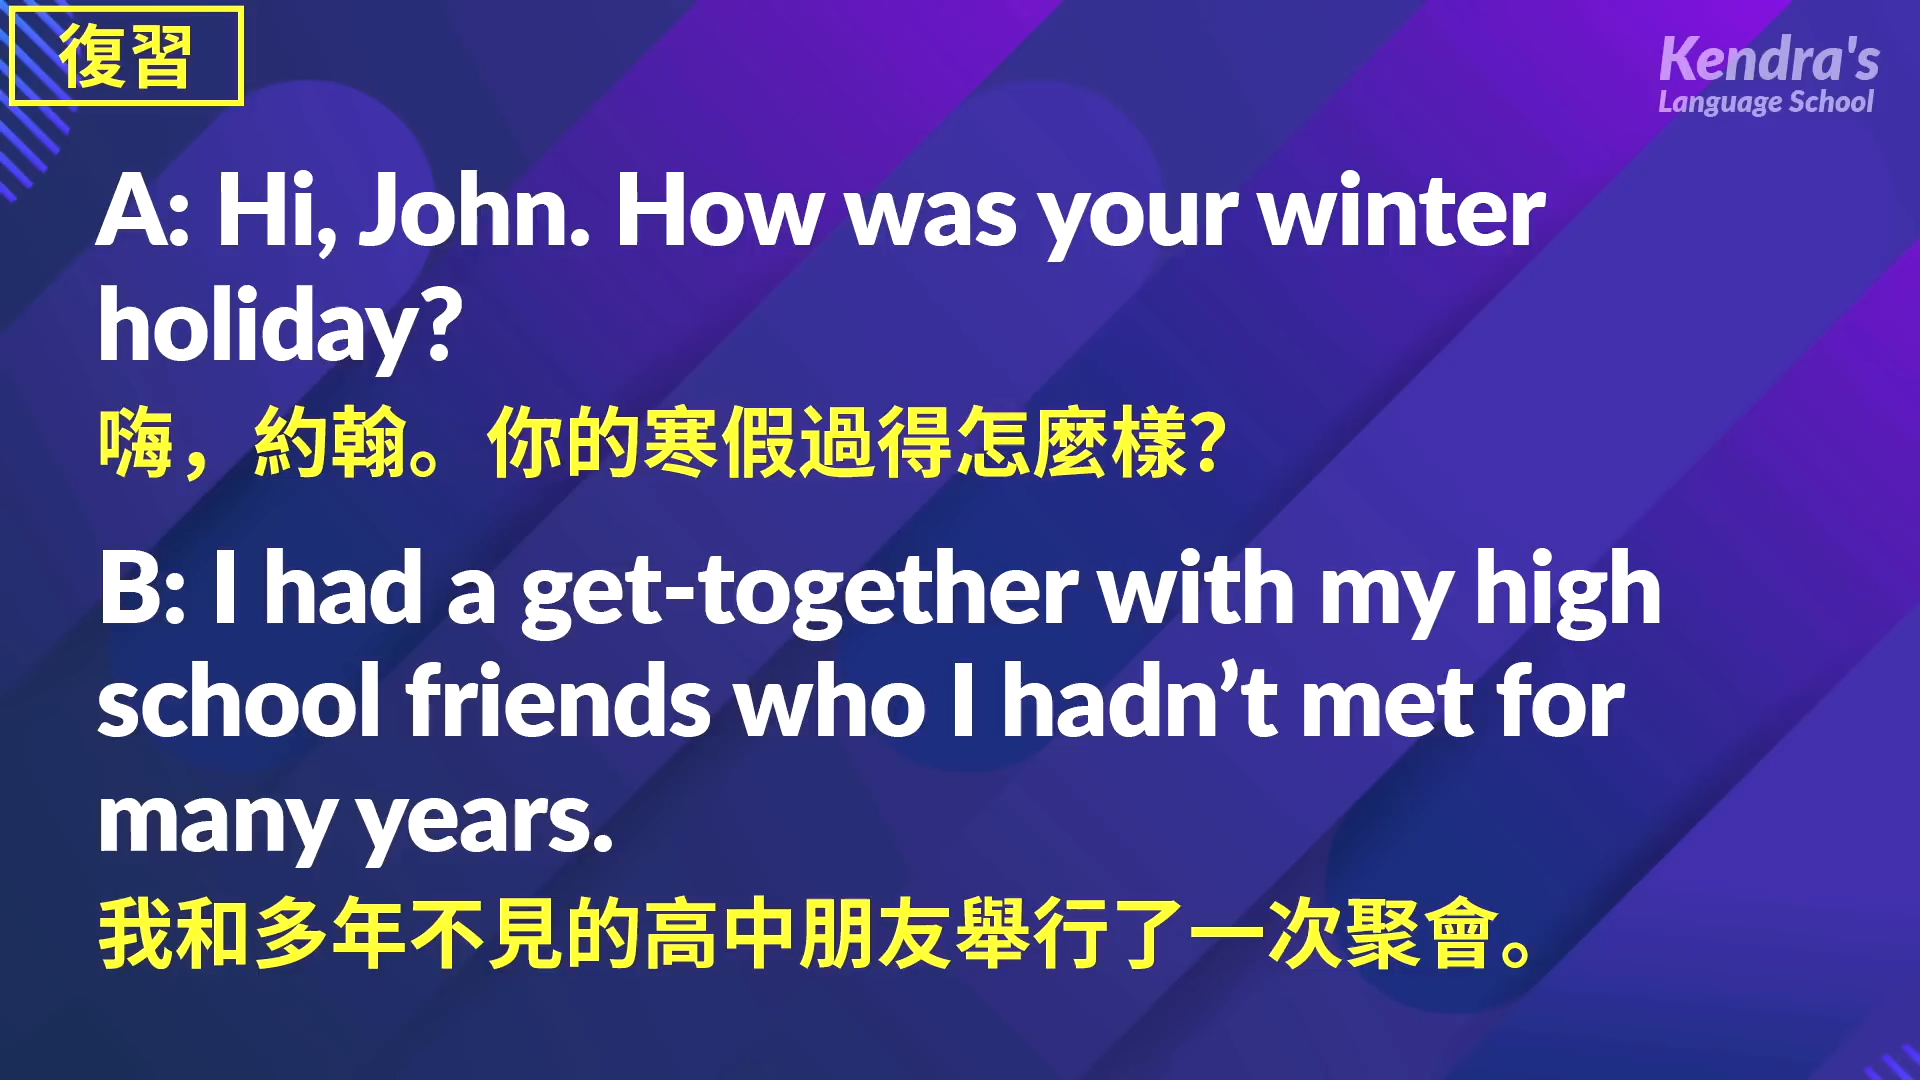 復習
Kendra's
Language School
A: Hi, John. How was your winter
holiday?
嗨，約翰。你的寒假過得怎麼樣？
B: I had a get-together with my high
school friends who I hadn’t met for
many years.
我和多年不見的高中朋友舉行了一次聚會。